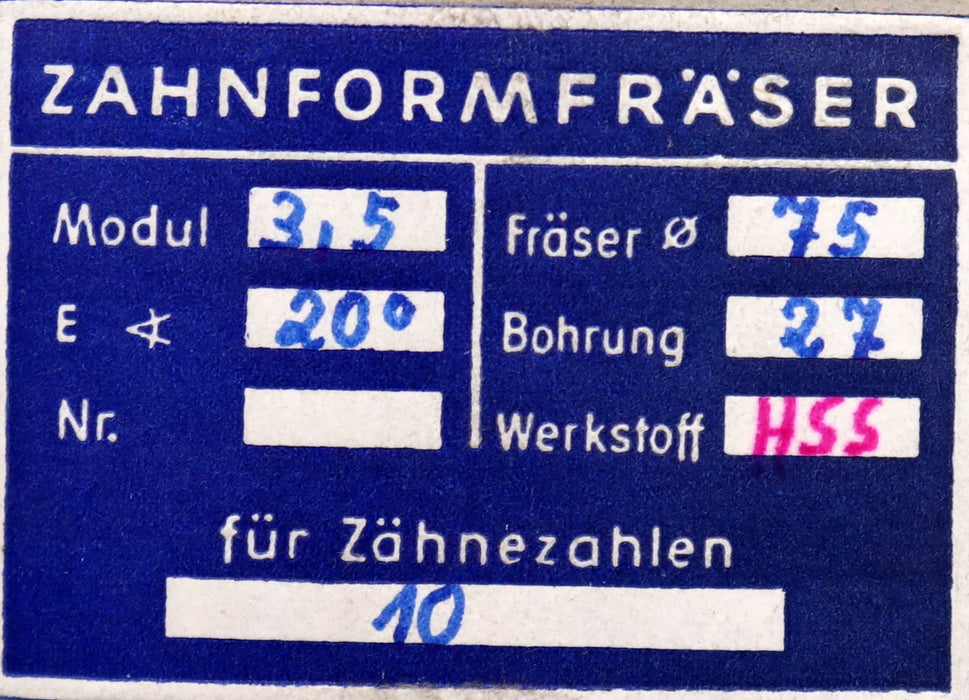 ZAHNFORMFRÄSER
Modul 3,5
E ∢ 20°
Nr.
Fräser ⌀ 75
Bohrung 27
Werkstoff HSS
für Zähnezahlen
10